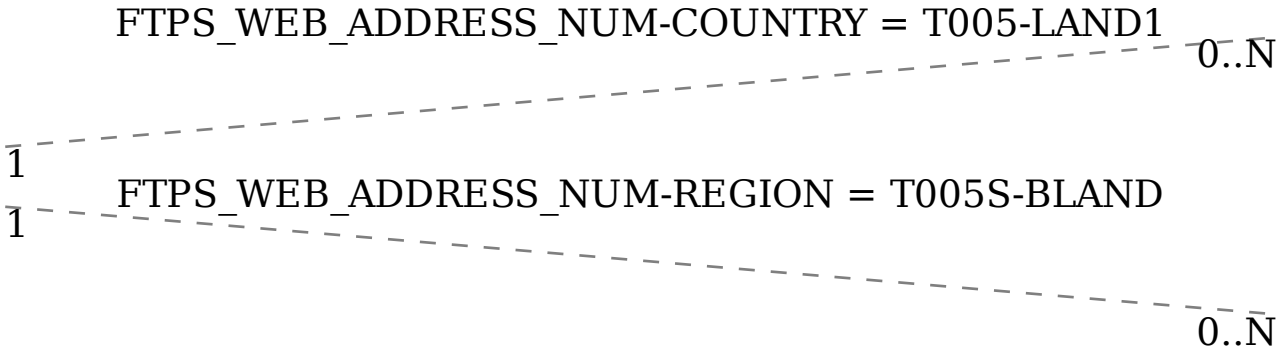 FTPS_WEB_ADDRESS_NUM-COUNTRY = T005-LAND1
0..N
1
FTPS_WEB_ADDRESS_NUM-REGION = T005S-BLAND
1
0..N